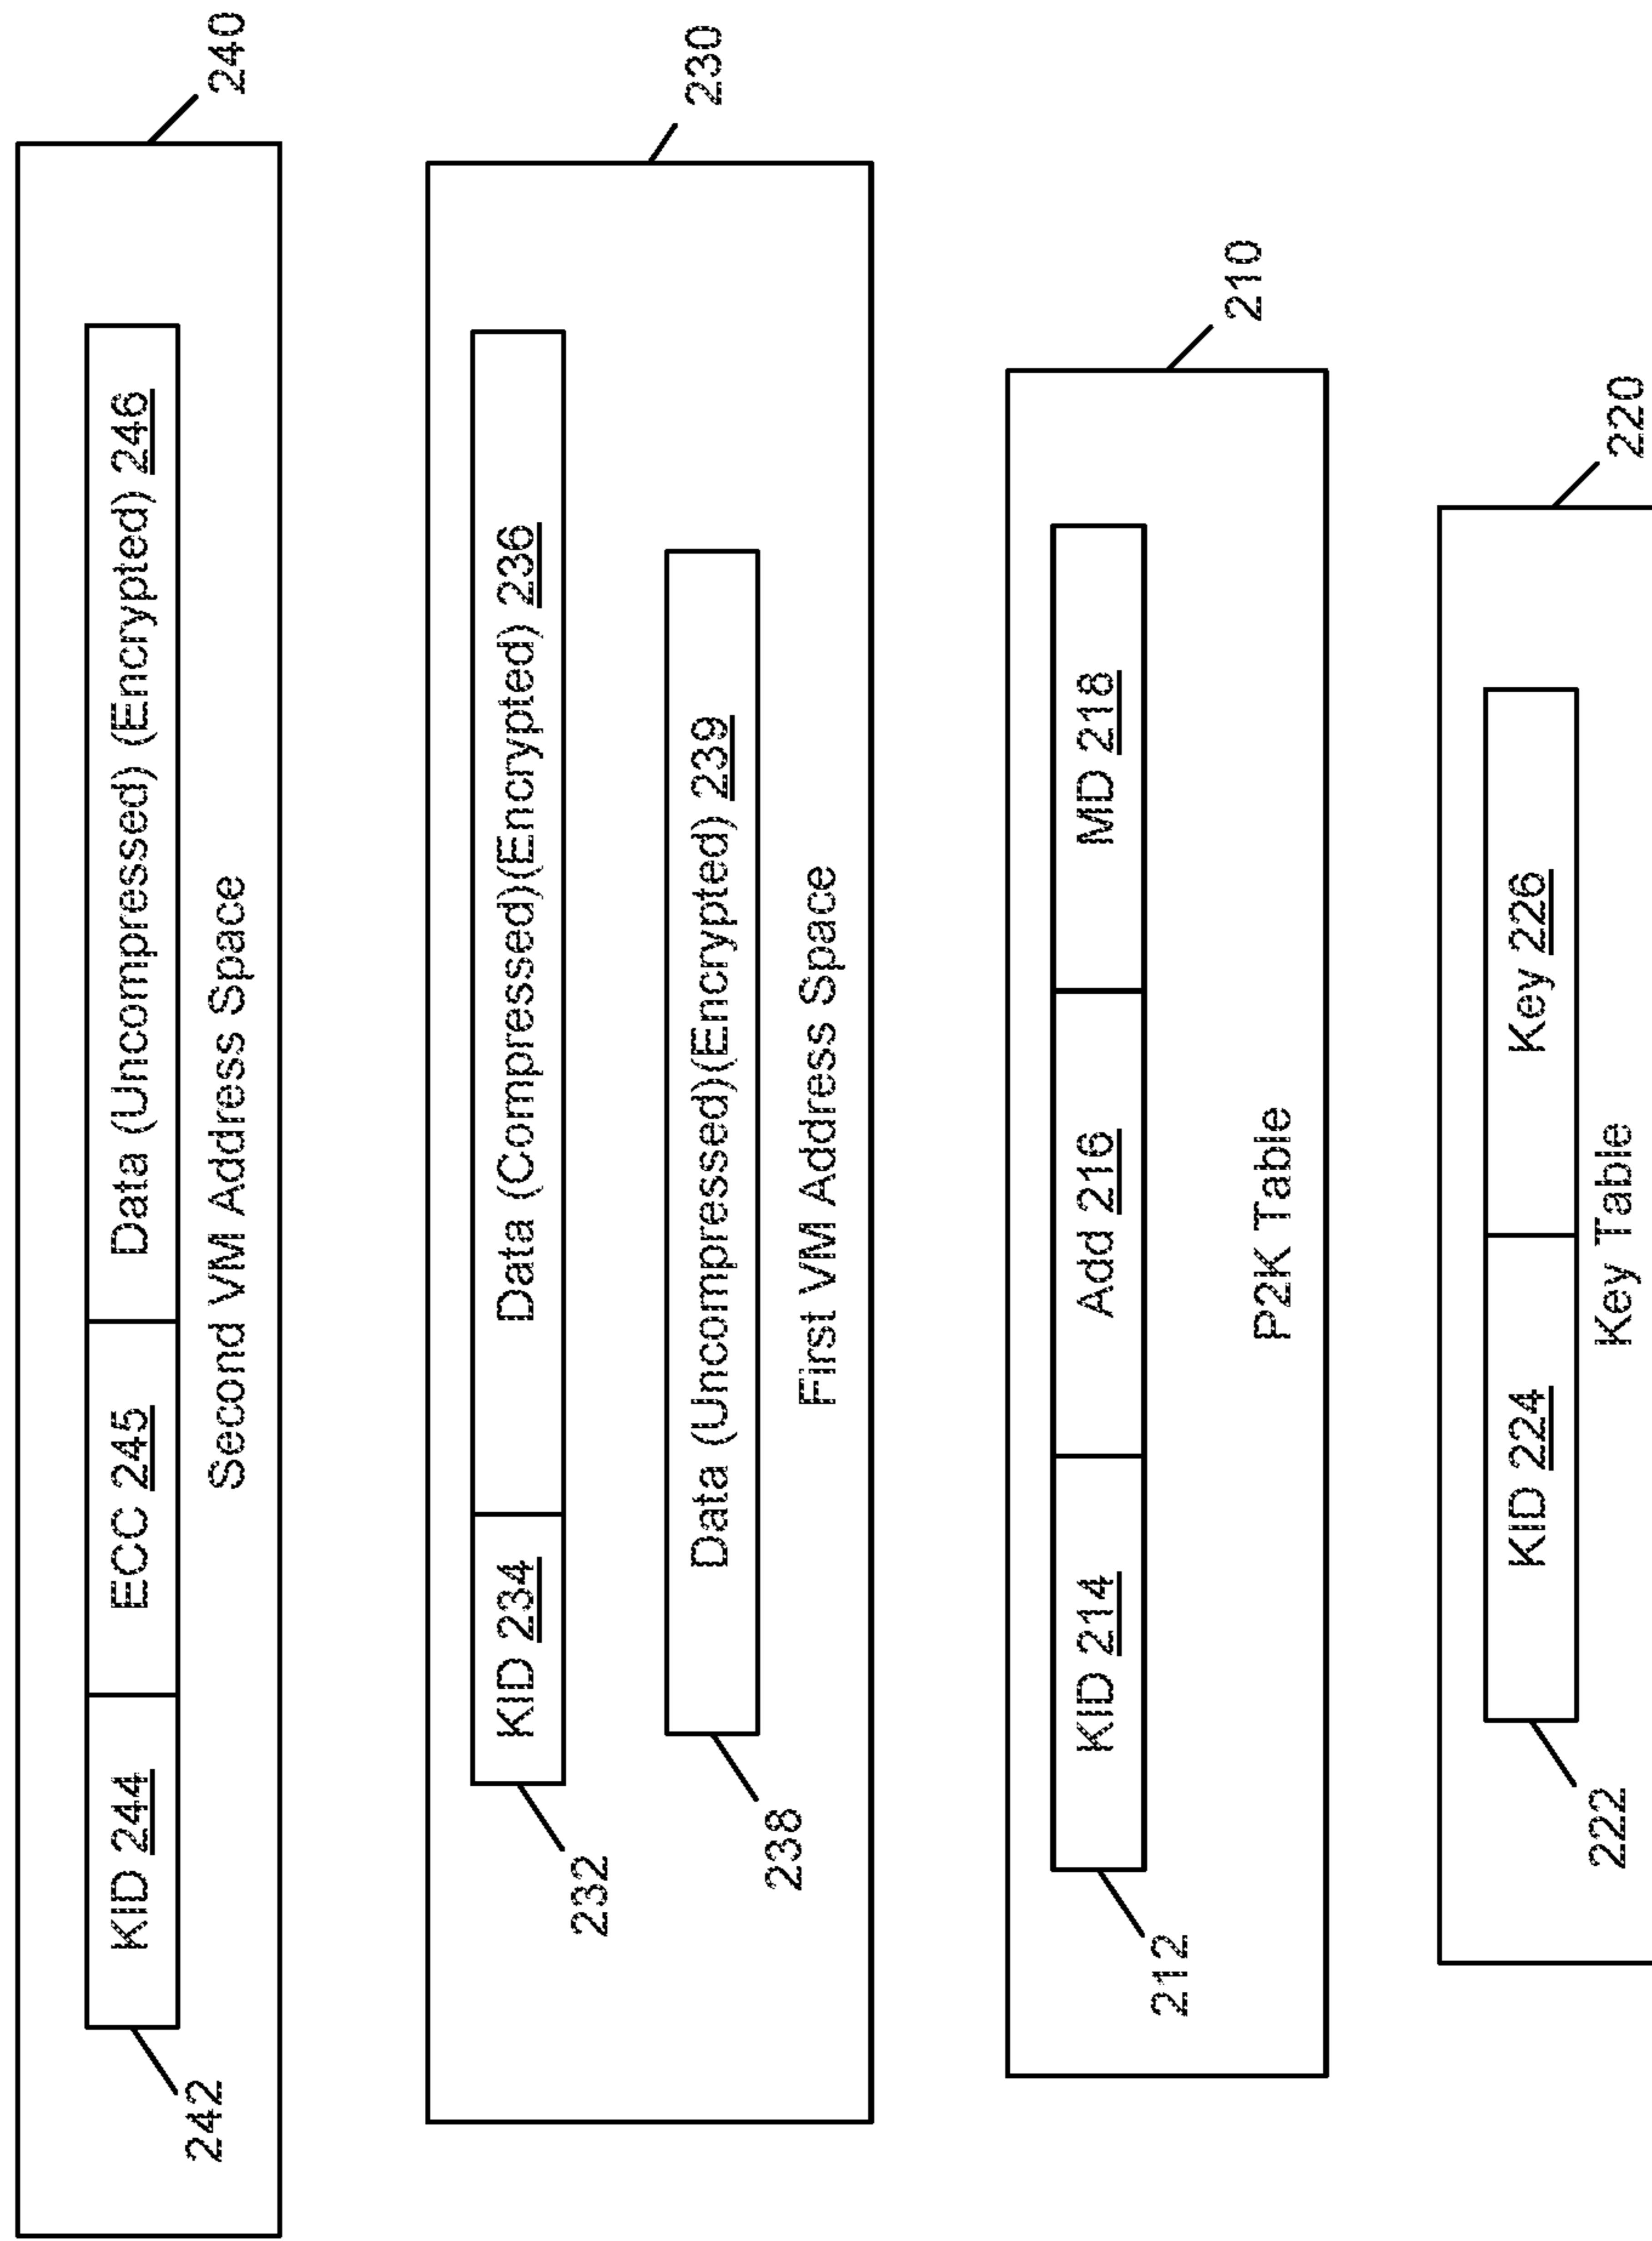 240
KID 244 ECC 245 Data (Uncompressed) (Encrypted) 246
242
Second VM Address Space
230
KID 234 Data (Compressed)(Encrypted) 236
232
Data (Uncompressed)(Encrypted) 239
238
First VM Address Space
210
KID 214 Add 216 MD 218
212
P2K Table
220
KID 224 Key 226
222
Key Table